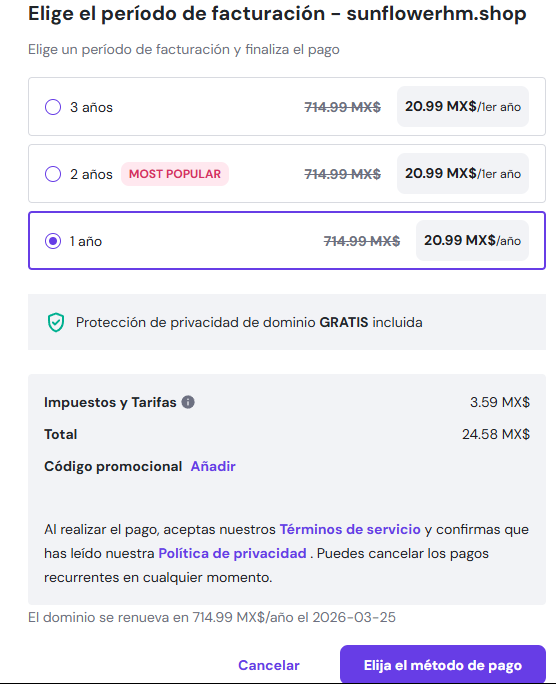 Elige el período de facturación - sunflowerhm.shop
Elige un período de facturación y finaliza el pago
3 años 714.99 MX$ 20.99 MX$/1er año
2 años MOST POPULAR 714.99 MX$ 20.99 MX$/1er año
1 año 714.99 MX$ 20.99 MX$/año
Protección de privacidad de dominio GRATIS incluida
Impuestos y Tarifas 3.59 MX$
Total 24.58 MX$
Código promocional Añadir
Al realizar el pago, aceptas nuestros Términos de servicio y confirmas que
has leído nuestra Política de privacidad . Puedes cancelar los pagos
recurrentes en cualquier momento.
El dominio se renueva en 714.99 MX$/año el 2026-03-25
Cancelar Elija el método de pago